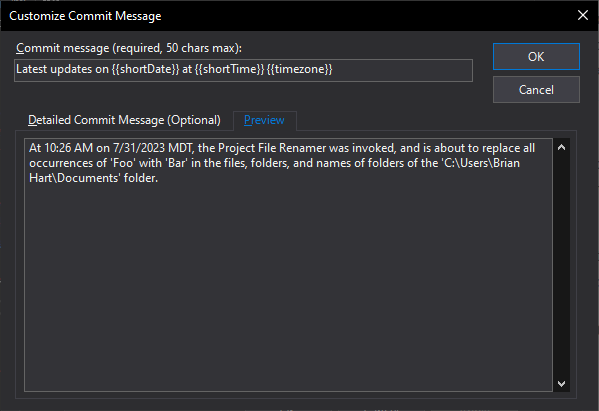 Customize Commit Message
Commit message (required, 50 chars max):
Latest updates on {{shortDate}} at {{shortTime}} {{timezone}}
OK
Cancel
Detailed Commit Message (Optional)
Preview
At 10:26 AM on 7/31/2023 MDT, the Project File Renamer was invoked, and is about to replace all
occurrences of 'Foo' with 'Bar' in the files, folders, and names of folders of the 'C:\Users\Brian
Hart\Documents' folder.